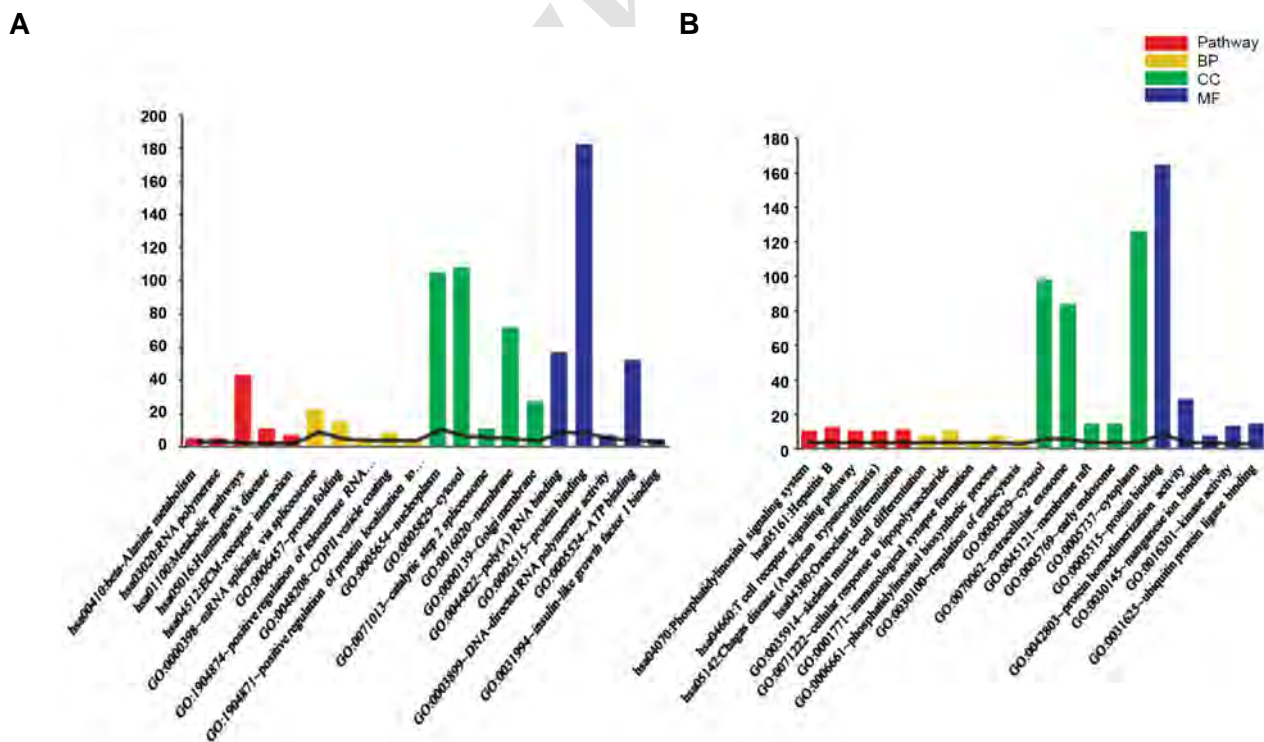 A
B
Pathway
BP
CC
MF
200
180
160
140
120
100
80
60
40
20
0
hsa00410:beta-Alanine metabolism
hsa03020:RNA polymerase
hsa01100:Metabolic pathways
hsa05016:Huntington's disease
hsa04512:ECM-receptor interaction
GO:0000398~mRNA splicing, via spliceosome
GO:0006457~protein folding
GO:1904874~positive regulation of telomerase RNA...
GO:0048208~COPII vesicle coating
GO:1904871~positive regulation of protein localization to...
GO:0005654~nucleoplasm
GO:0005829~cytosol
GO:0071013~catalytic step 2 spliceosome
GO:0016020~membrane
GO:0000139~Golgi membrane
GO:0044822~poly(A) RNA binding
GO:0005515~protein binding
GO:0003899~DNA-directed RNA polymerase activity
GO:0005524~ATP binding
GO:0031994~insulin-like growth factor I binding
180
160
140
120
100
80
60
40
20
0
hsa04070:Phosphatidylinositol signaling system
hsa05161:Hepatitis B
hsa04660:T cell receptor signaling pathway
hsa05142:Chagas disease (American trypanosomiasis)
hsa04380:Osteoclast differentiation
GO:0035914~skeletal muscle cell differentiation
GO:0071222~cellular response to lipopolysaccharide
GO:0001771~immunological synapse formation
GO:0006661~phosphatidylinositol biosynthetic process
GO:0030100~regulation of endocytosis
GO:0005829~cytosol
GO:0070062~extracellular exosome
GO:0045121~membrane raft
GO:0005769~early endosome
GO:0005737~cytoplasm
GO:0005515~protein binding
GO:0042803~protein homodimerization activity
GO:0030145~manganese ion binding
GO:0016301~kinase activity
GO:0031625~ubiquitin protein ligase binding